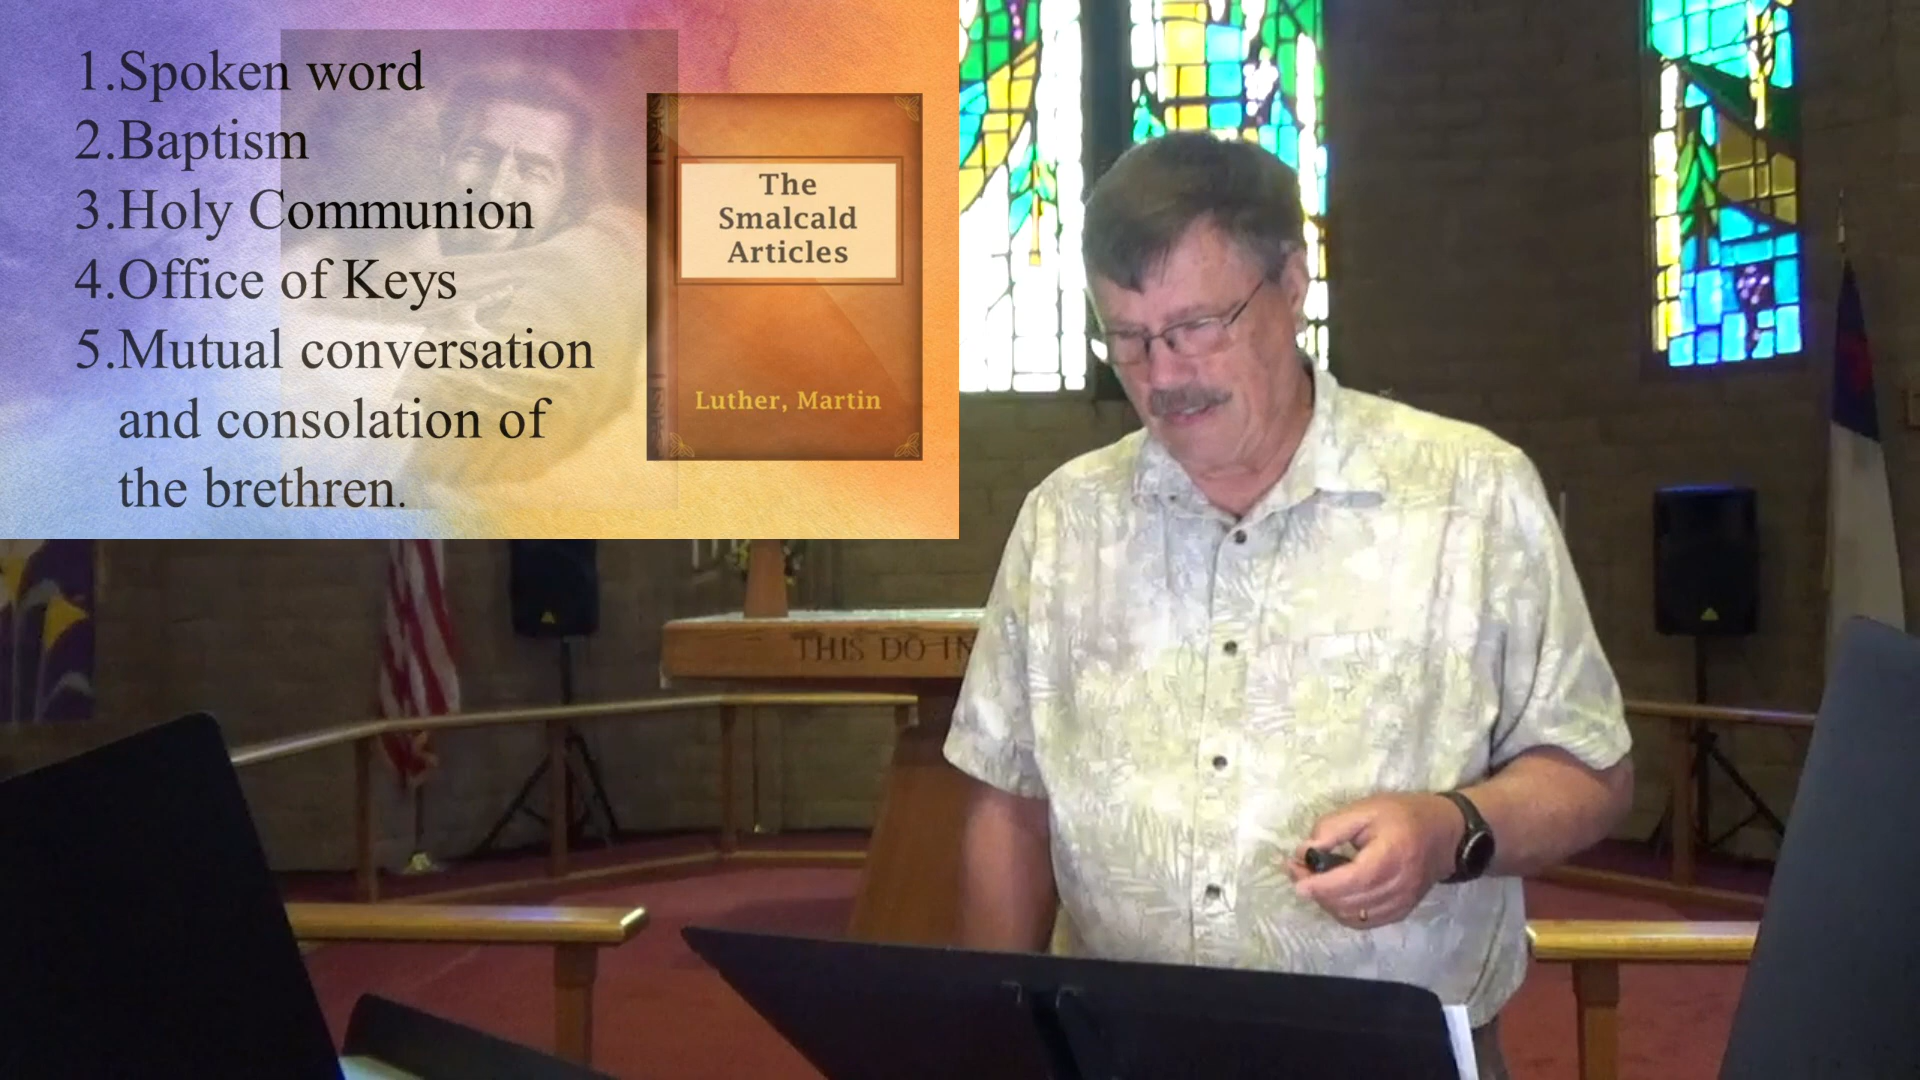 1.Spoken word
2.Baptism
3.Holy Communion
4.Office of Keys
5.Mutual conversation
and consolation of
the brethren.
The
Smalcald
Articles
Luther, Martin
THIS DO IN